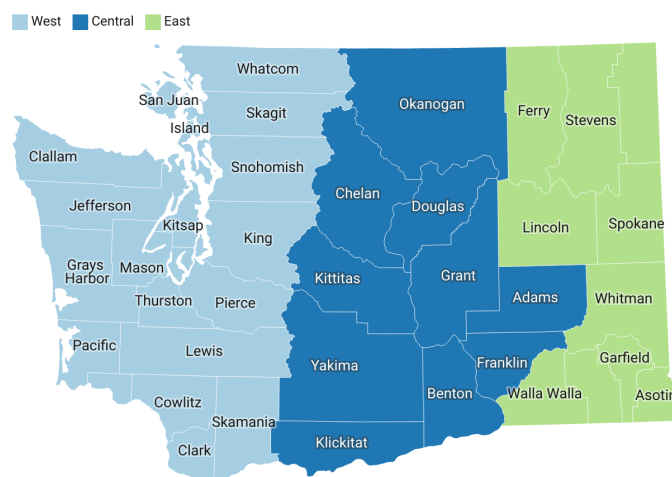 West Central East
Whatcom
San Juan
Skagit
Island
Okanogan
Ferry
Stevens
Clallam
Snohomish
Chelan
Jefferson
Douglas
Kitsap
Lincoln
Spokane
King
Grays
Harbor
Mason
Kittitas
Grant
Adams
Whitman
Thurston
Pierce
Pacific
Lewis
Yakima
Franklin
Garfield
Benton
Walla Walla
Asotin
Cowlitz
Skamania
Clark
Klickitat